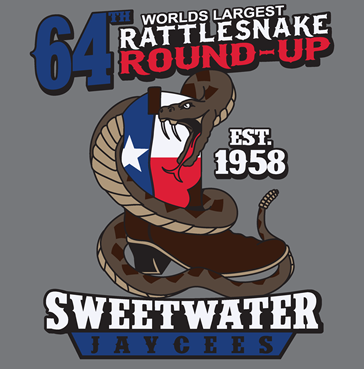 64TH
WORLDS LARGEST
RATTLESNAKE
ROUND-UP
EST.
1958
SWEETWATER
JAYCEES